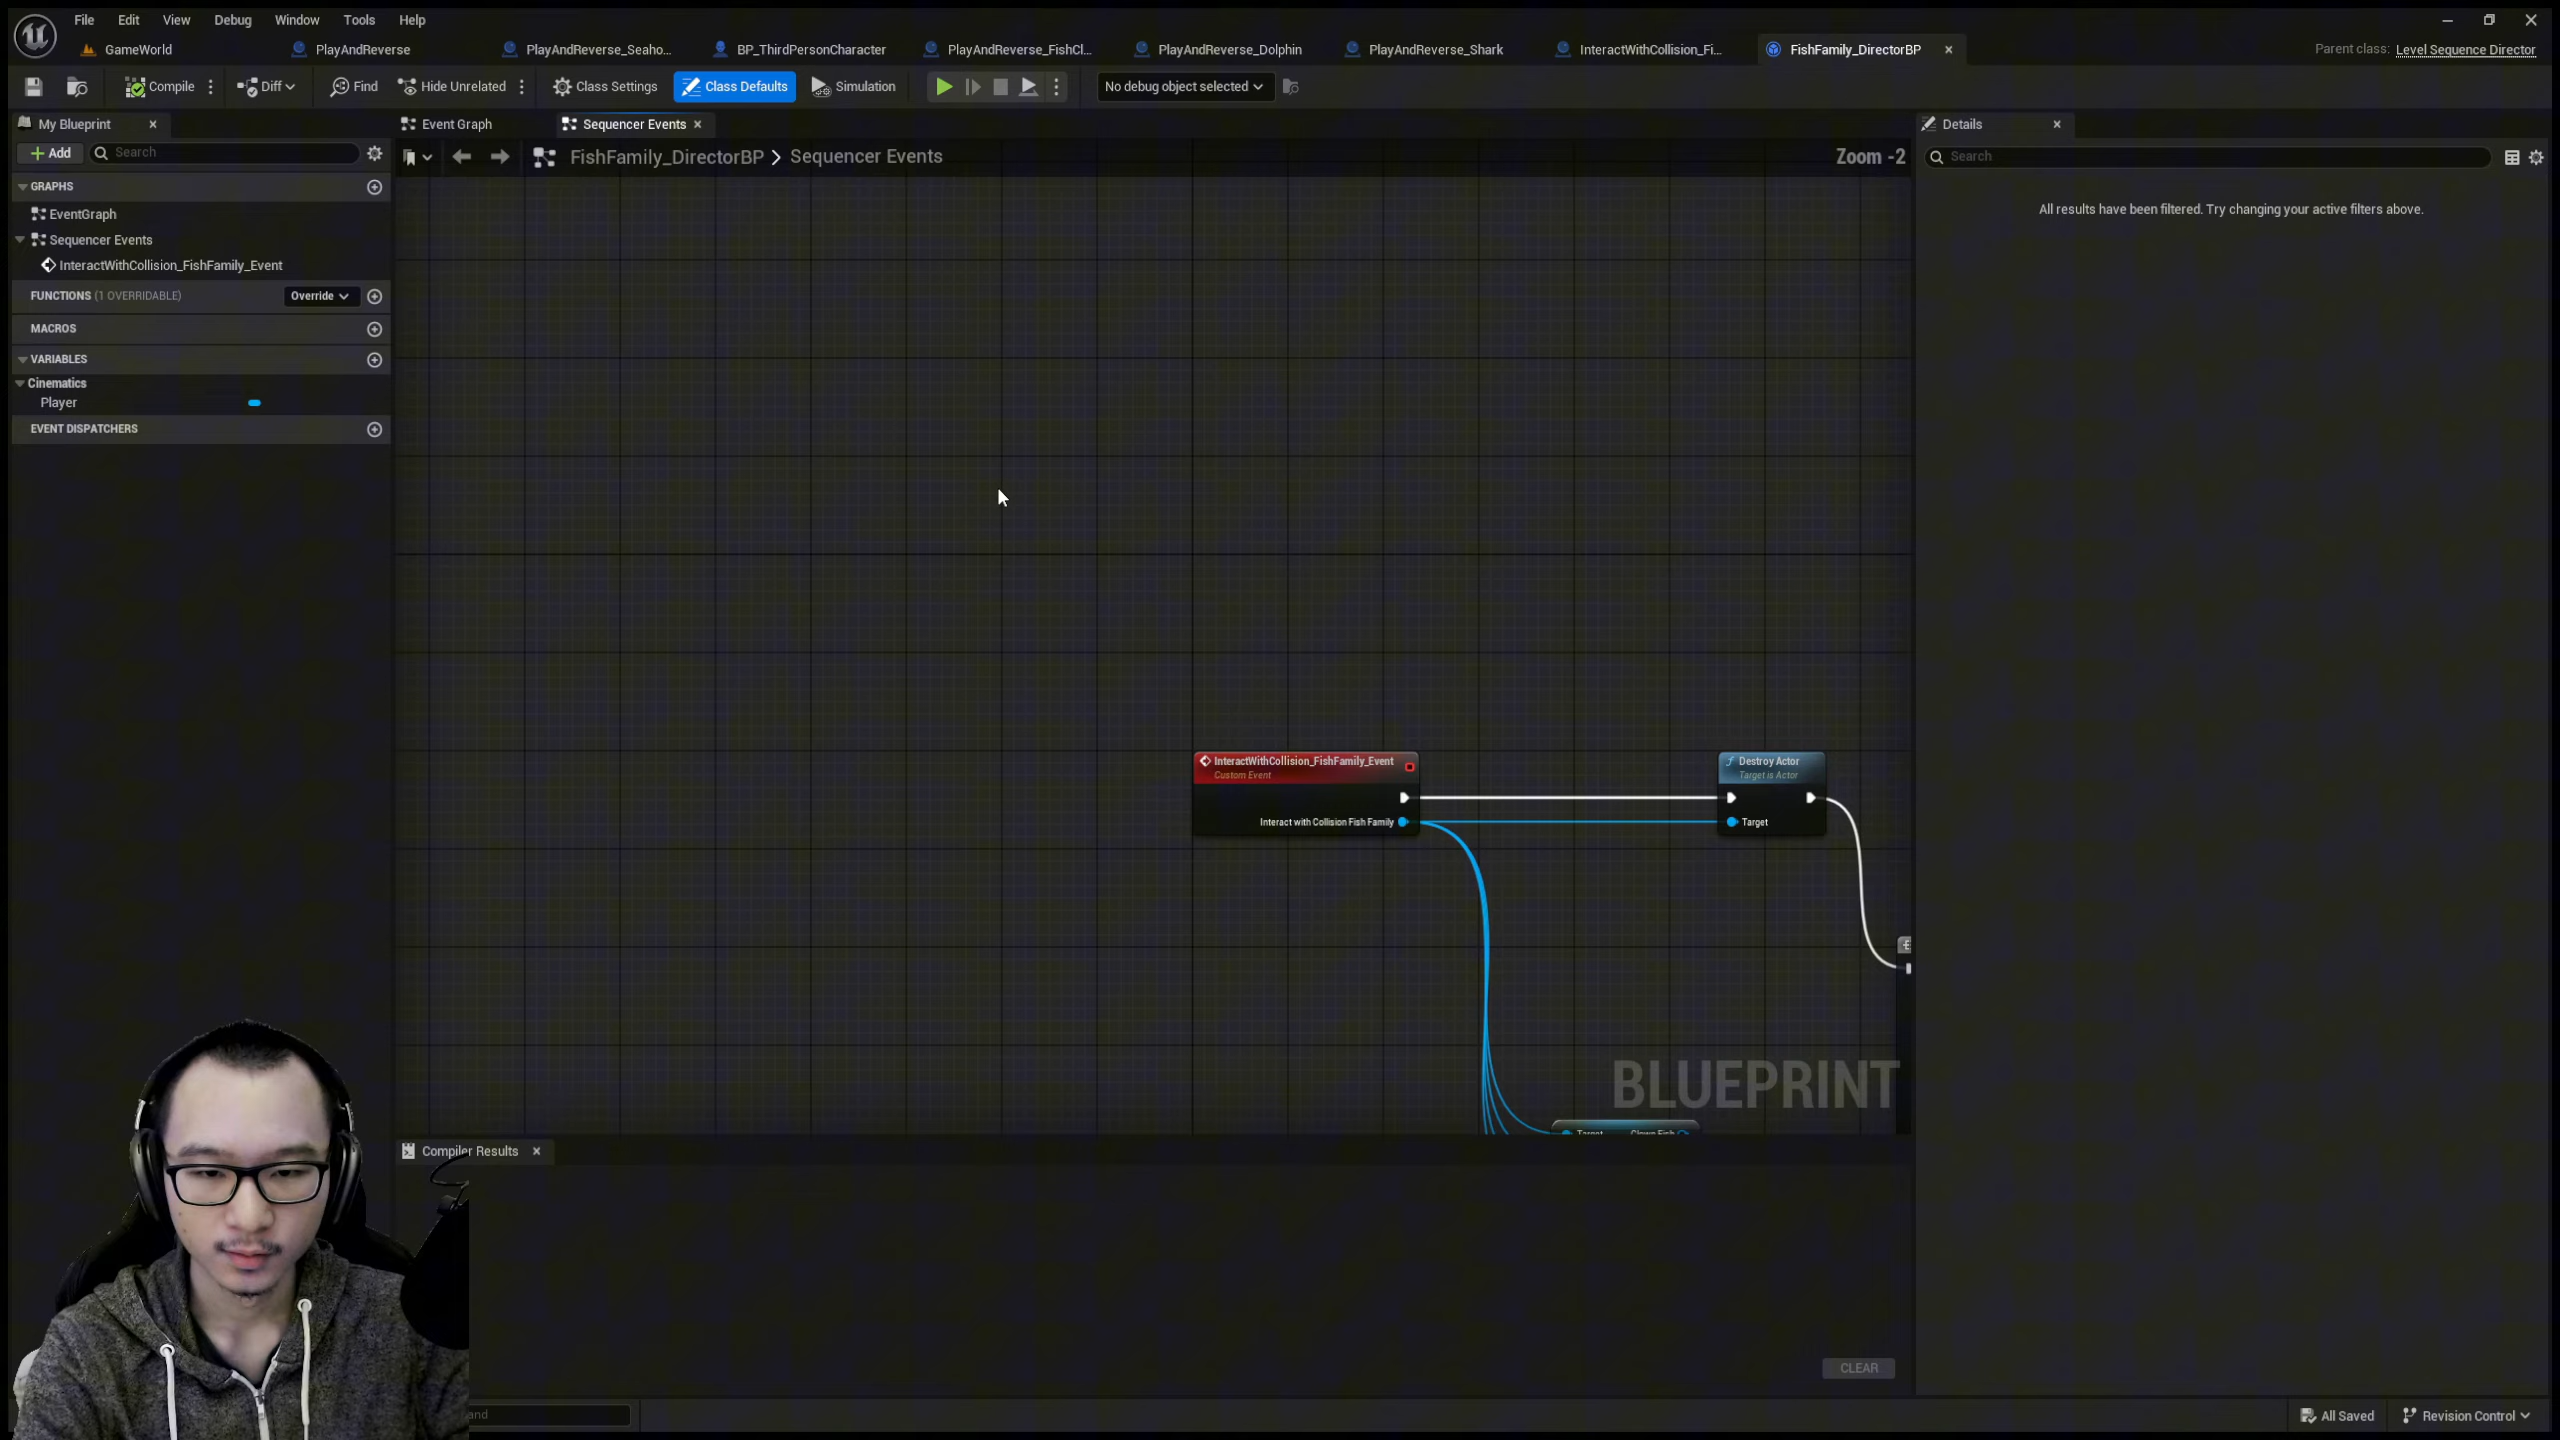 File Edit View Debug Window Tools Help
GameWorld PlayAndReverse PlayAndReverse_Seaho... BP_ThirdPersonCharacter PlayAndReverse_FishCl... PlayAndReverse_Dolphin PlayAndReverse_Shark InteractWithCollision_Fi... FishFamily_DirectorBP Parent class: Level Sequence Director
Compile Diff Find Hide Unrelated Class Settings Class Defaults Simulation No debug object selected
My Blueprint Event Graph Sequencer Events Details
Add Search FishFamily_DirectorBP > Sequencer Events Zoom -2 Search
GRAPHS
EventGraph
Sequencer Events
InteractWithCollision_FishFamily_Event
FUNCTIONS (1 OVERRIDABLE) Override
MACROS
VARIABLES
Cinematics
Player
EVENT DISPATCHERS
All results have been filtered. Try changing your active filters above.
InteractWithCollision_FishFamily_Event
Custom Event
Interact with Collision Fish Family
Destroy Actor
Target is Actor
Target
Target Clown Fish
BLUEPRINT
Compiler Results
CLEAR
All Saved Revision Control